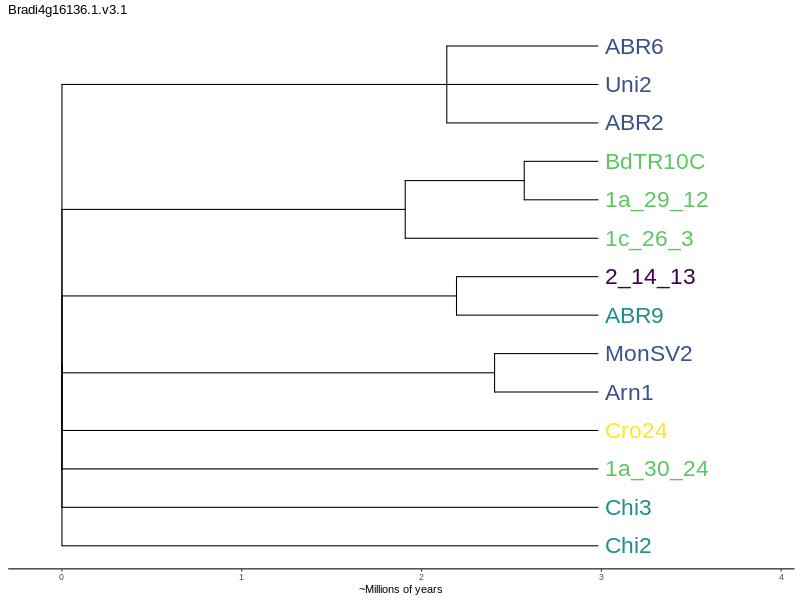 Bradi4g16136.1.v3.1
ABR6
Uni2
ABR2
BdTR10C
1a_29_12
1c_26_3
2_14_13
ABR9
MonSV2
Arn1
Cro24
1a_30_24
Chi3
Chi2
0 1 2 3 4
~Millions of years